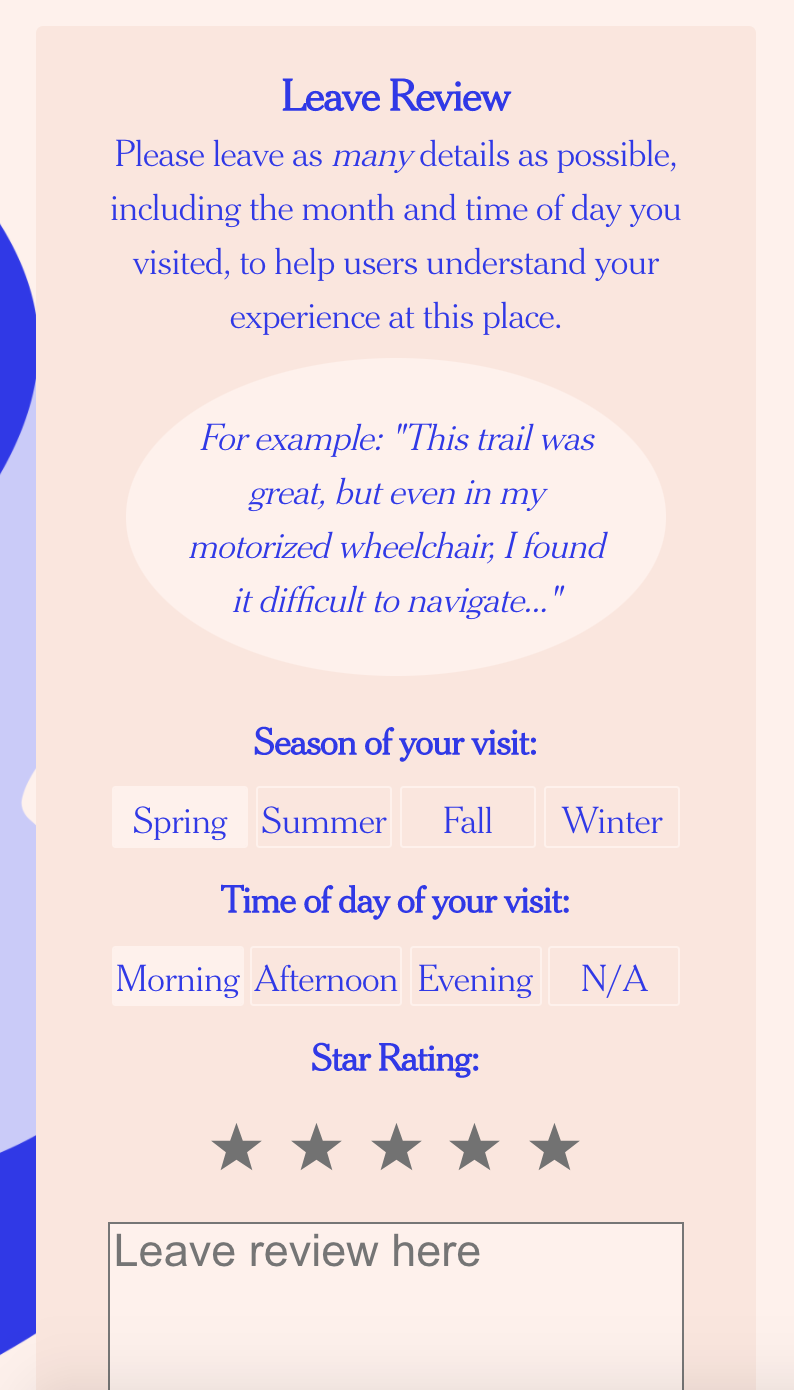 Leave Review
Please leave as many details as possible,
including the month and time of day you
visited, to help users understand your
experience at this place.
For example: "This trail was
great, but even in my
motorized wheelchair, I found
it difficult to navigate..."
Season of your visit:
Spring Summer Fall Winter
Time of day of your visit:
Morning Afternoon Evening N/A
Star Rating:
Leave review here